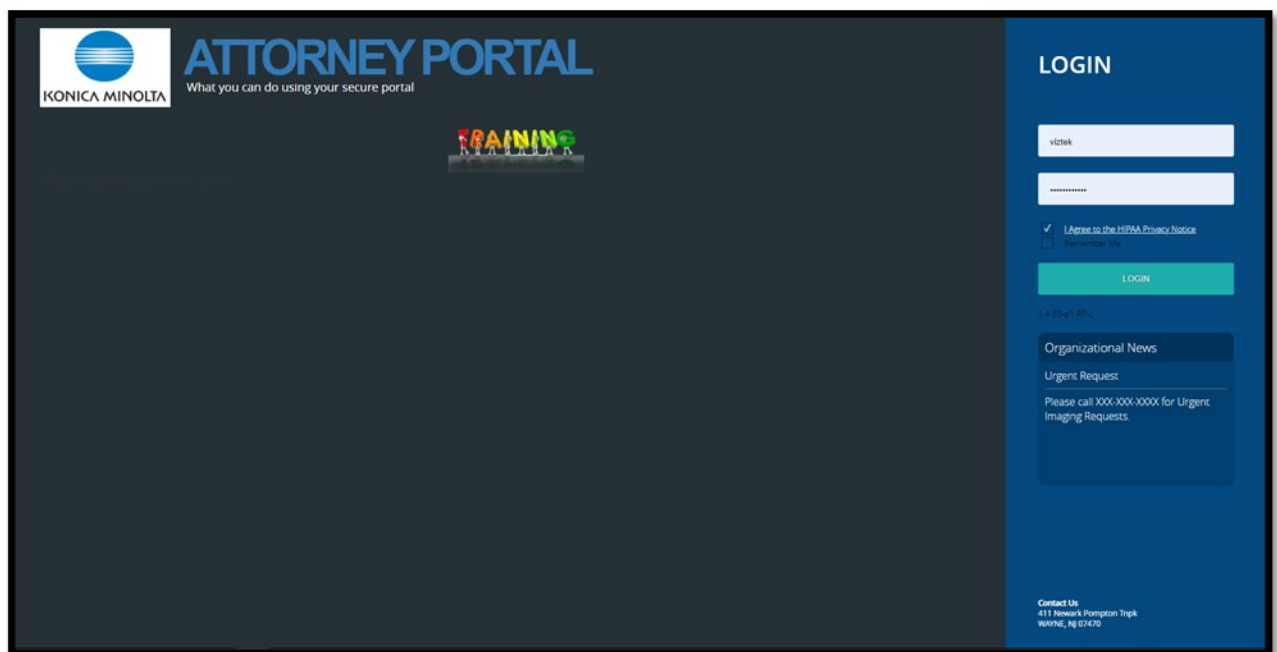 KONICA MINOLTA
ATTORNEY PORTAL
What you can do using your secure portal
TRAINING
LOGIN
viztek
............
I Agree to the HIPAA Privacy Notice
Remember Me
LOGIN
Organizational News
Urgent Request
Please call XXX-XXX-XXXX for Urgent
Imaging Requests.
Contact Us
411 Newark Pompton Tnpk
WAYNE, NJ 07470